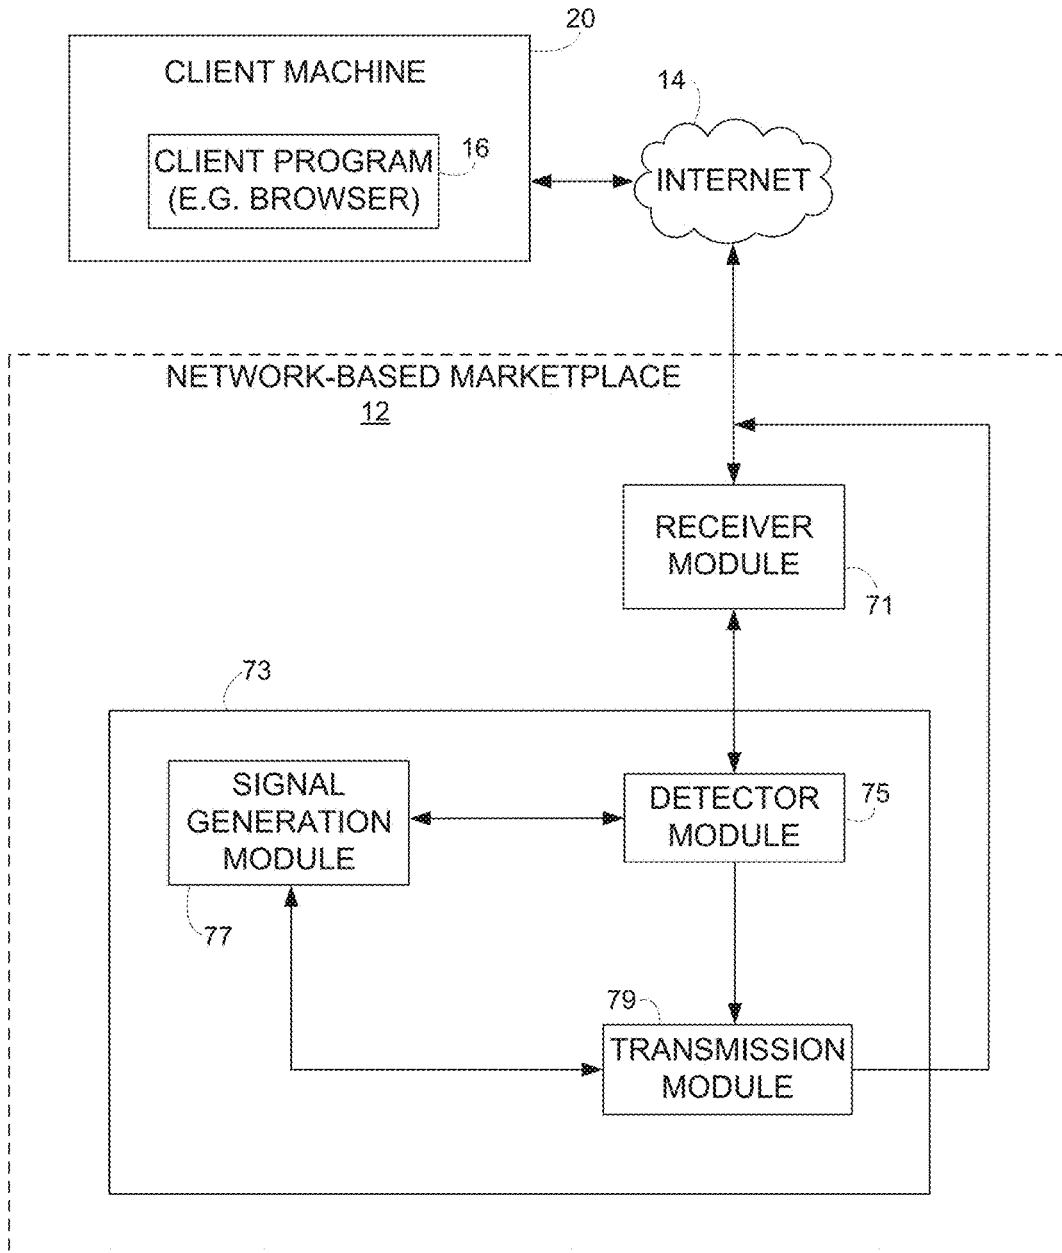 20
CLIENT MACHINE
14
CLIENT PROGRAM
(E.G. BROWSER)
16
INTERNET
NETWORK-BASED MARKETPLACE
12
RECEIVER
MODULE
71
73
SIGNAL
GENERATION
MODULE
77
DETECTOR
MODULE
75
79
TRANSMISSION
MODULE